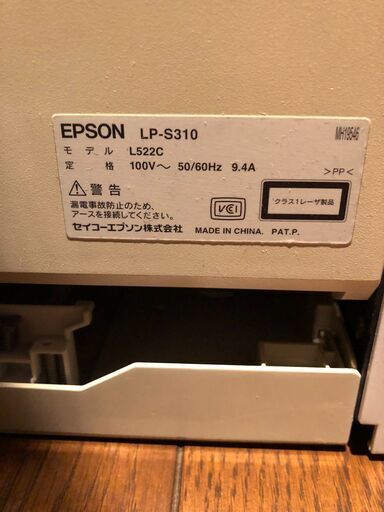 EPSON LP-S310
MH19546
モデル L522C
定格 100V～ 50/60Hz 9.4A
>PP<
警告
漏電事故防止のため、
アースを接続してください。
VCI
クラス1レーザ製品
セイコーエプソン株式会社 MADE IN CHINA. PAT.P.